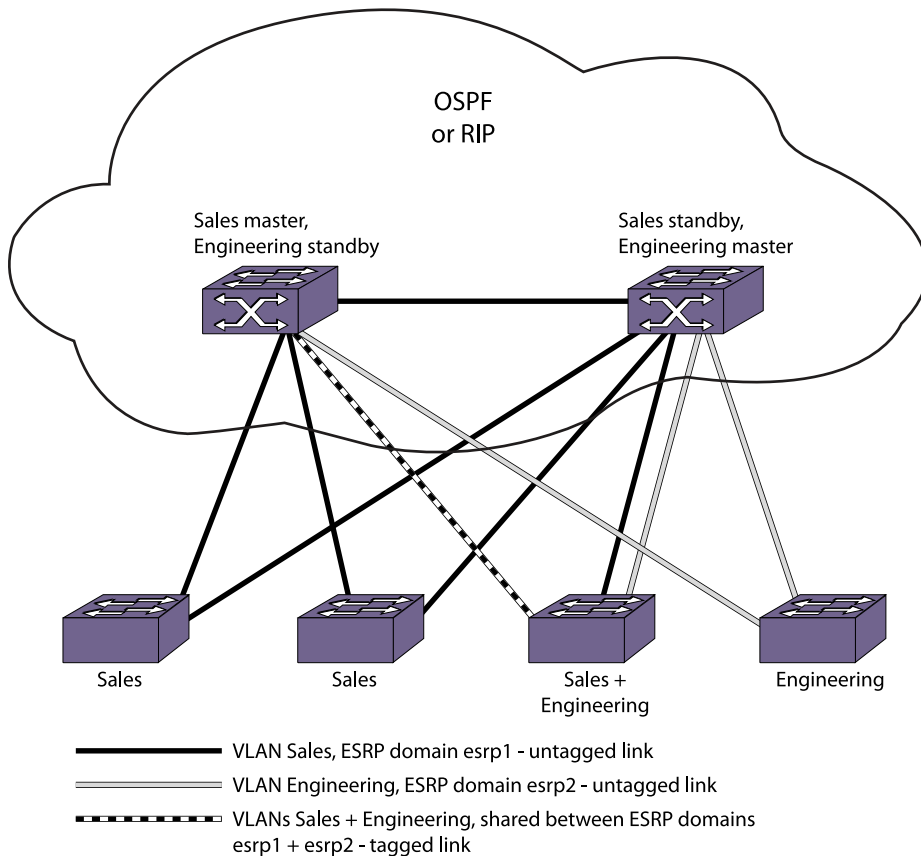 OSPF
or RIP
Sales master,
Engineering standby
Sales standby,
Engineering master
Sales
Sales
Sales +
Engineering
Engineering
VLAN Sales, ESRP domain esrp1 - untagged link
VLAN Engineering, ESRP domain esrp2 - untagged link
VLANs Sales + Engineering, shared between ESRP domains
esrp1 + esrp2 - tagged link